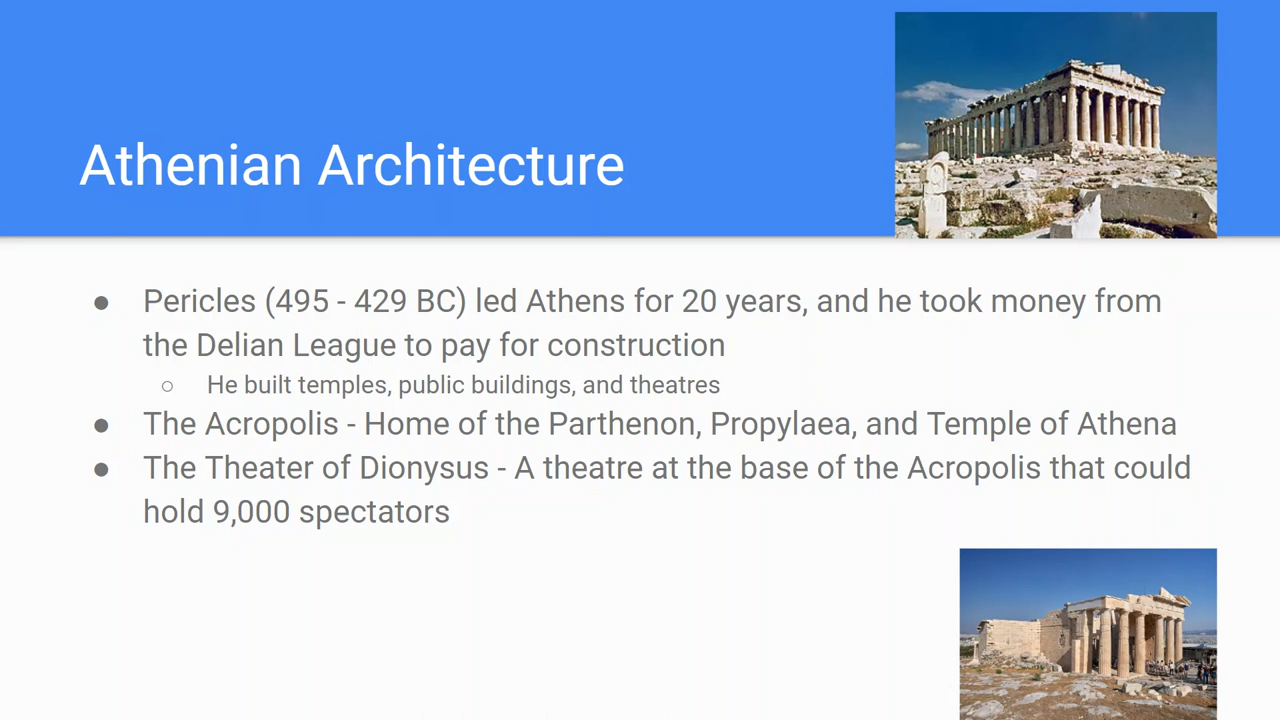 Athenian Architecture
● Pericles (495 - 429 BC) led Athens for 20 years, and he took money from
the Delian League to pay for construction
○ He built temples, public buildings, and theatres
● The Acropolis - Home of the Parthenon, Propylaea, and Temple of Athena
● The Theater of Dionysus - A theatre at the base of the Acropolis that could
hold 9,000 spectators